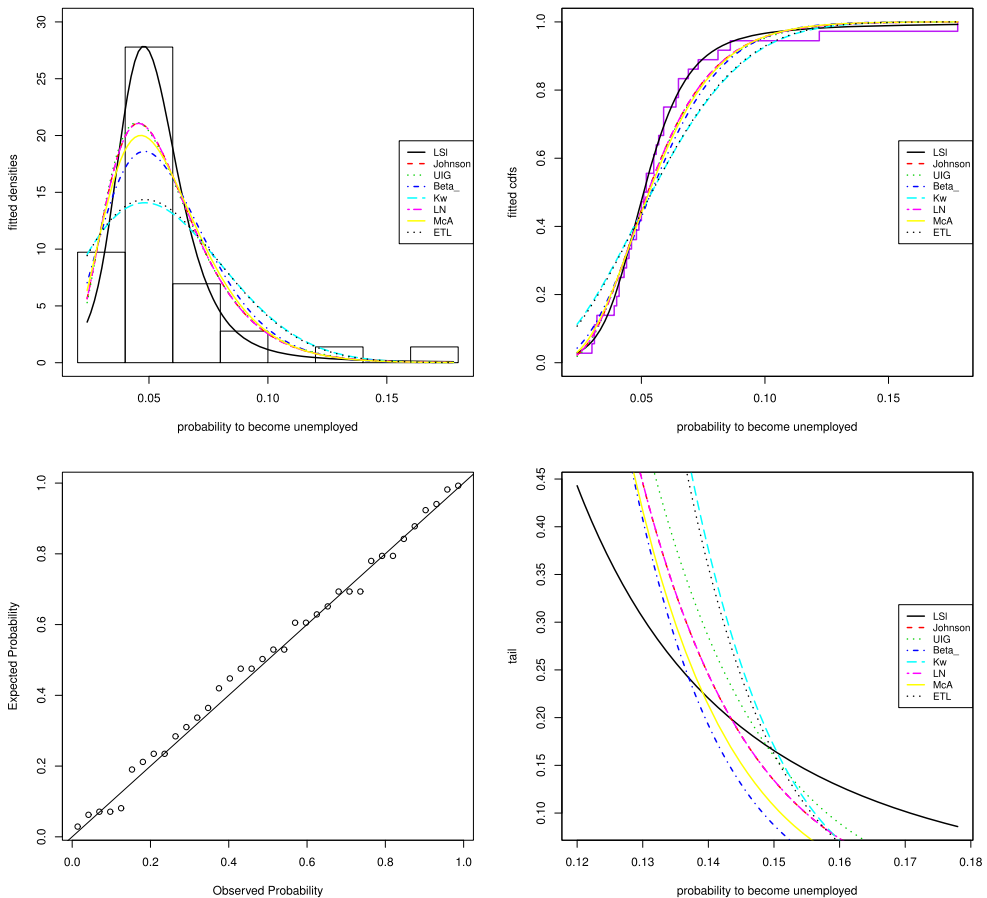 fitted densities
30
25
20
15
10
5
0
0.05 0.10 0.15
probability to become unemployed
LSI
Johnson
UIG
Beta_
Kw
LN
McA
ETL
fitted cdfs
1.0
0.8
0.6
0.4
0.2
0.0
0.05 0.10 0.15
probability to become unemployed
LSI
Johnson
UIG
Beta_
Kw
LN
McA
ETL
Expected Probability
1.0
0.8
0.6
0.4
0.2
0.0
0.0 0.2 0.4 0.6 0.8 1.0
Observed Probability
tail
0.45
0.40
0.35
0.30
0.25
0.20
0.15
0.10
0.12 0.13 0.14 0.15 0.16 0.17 0.18
probability to become unemployed
LSI
Johnson
UIG
Beta_
Kw
LN
McA
ETL